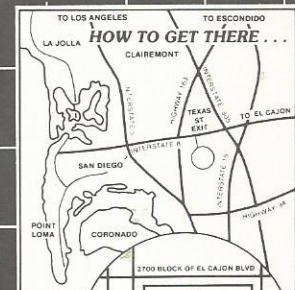 TO LOS ANGELES
TO ESCONDIDO
LA JOLLA
HOW TO GET THERE . . .
CLAIREMONT
INTERSTATE 5
HIGHWAY 163
INTERSTATE 805
TEXAS
ST
EXIT
TO EL CAJON
INTERSTATE 8
SAN DIEGO
INTERSTATE 15
HIGHWAY 94
POINT
LOMA
CORONADO
2700 BLOCK OF EL CAJON BLVD